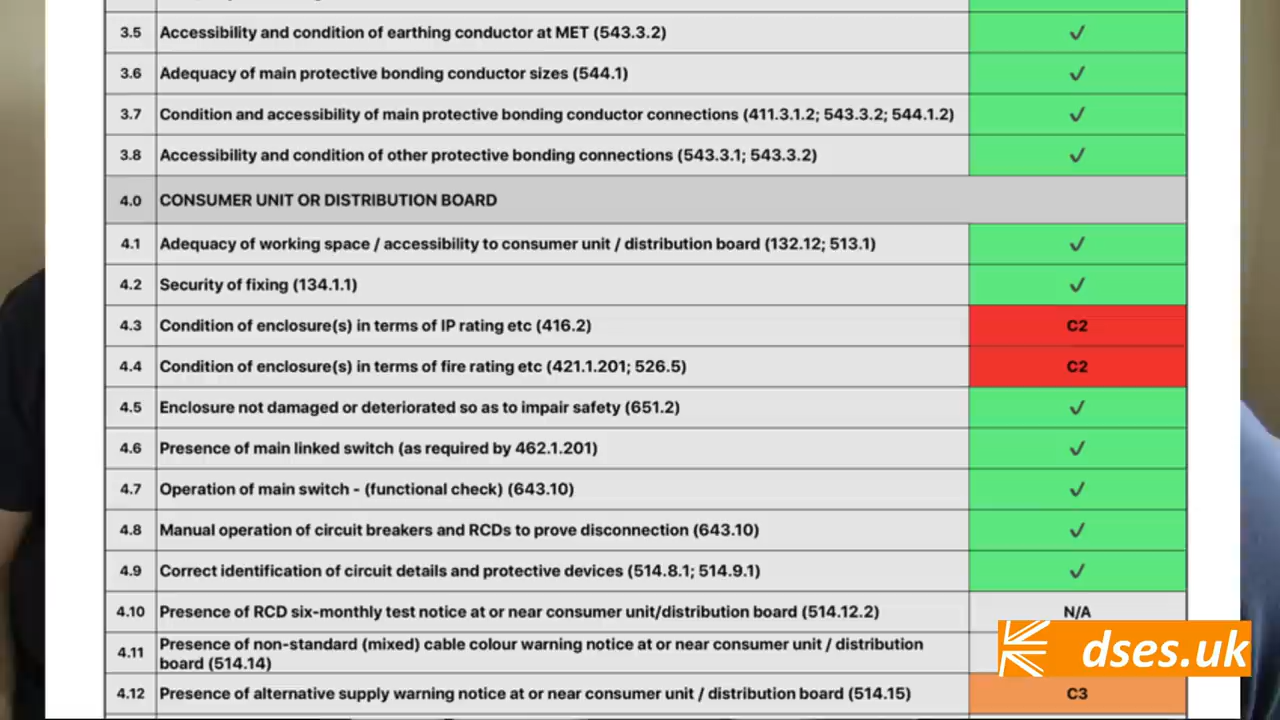 3.5 Accessibility and condition of earthing conductor at MET (543.3.2) ✓
3.6 Adequacy of main protective bonding conductor sizes (544.1) ✓
3.7 Condition and accessibility of main protective bonding conductor connections (411.3.1.2; 543.3.2; 544.1.2) ✓
3.8 Accessibility and condition of other protective bonding connections (543.3.1; 543.3.2) ✓
4.0 CONSUMER UNIT OR DISTRIBUTION BOARD
4.1 Adequacy of working space / accessibility to consumer unit / distribution board (132.12; 513.1) ✓
4.2 Security of fixing (134.1.1) ✓
4.3 Condition of enclosure(s) in terms of IP rating etc (416.2) C2
4.4 Condition of enclosure(s) in terms of fire rating etc (421.1.201; 526.5) C2
4.5 Enclosure not damaged or deteriorated so as to impair safety (651.2) ✓
4.6 Presence of main linked switch (as required by 462.1.201) ✓
4.7 Operation of main switch - (functional check) (643.10) ✓
4.8 Manual operation of circuit breakers and RCDs to prove disconnection (643.10) ✓
4.9 Correct identification of circuit details and protective devices (514.8.1; 514.9.1) ✓
4.10 Presence of RCD six-monthly test notice at or near consumer unit/distribution board (514.12.2) N/A
4.11 Presence of non-standard (mixed) cable colour warning notice at or near consumer unit / distribution
board (514.14)
dses.uk
4.12 Presence of alternative supply warning notice at or near consumer unit / distribution board (514.15) C3